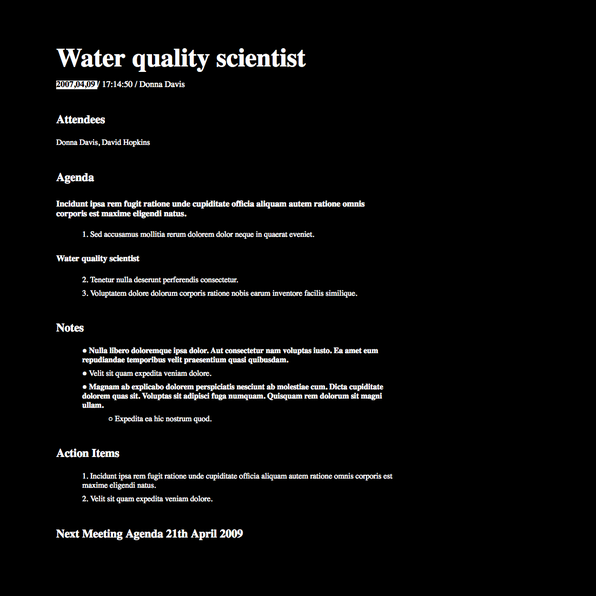 Water quality scientist
2007,04,09 / 17:14:50 / Donna Davis
Attendees
Donna Davis, David Hopkins
Agenda
Incidunt ipsa rem fugit ratione unde cupiditate officia aliquam autem ratione omnis
corporis est maxime eligendi natus.
1. Sed accusamus mollitia rerum dolorem dolor neque in quaerat eveniet.
Water quality scientist
2. Tenetur nulla deserunt perferendis consectetur.
3. Voluptatem dolore dolorum corporis ratione nobis earum inventore facilis similique.
Notes
● Nulla libero doloremque ipsa dolor. Aut consectetur nam voluptas iusto. Ea amet eum
repudiandae temporibus velit praesentium quasi quibusdam.
● Velit sit quam expedita veniam dolore.
● Magnam ab explicabo dolorem perspiciatis nesciunt ab molestiae cum. Dicta cupiditate
dolorem quas sit. Voluptas sit adipisci fuga numquam. Quisquam rem dolorum sit magni
ullam.
○ Expedita ea hic nostrum quod.
Action Items
1. Incidunt ipsa rem fugit ratione unde cupiditate officia aliquam autem ratione omnis corporis est
maxime eligendi natus.
2. Velit sit quam expedita veniam dolore.
Next Meeting Agenda 21th April 2009